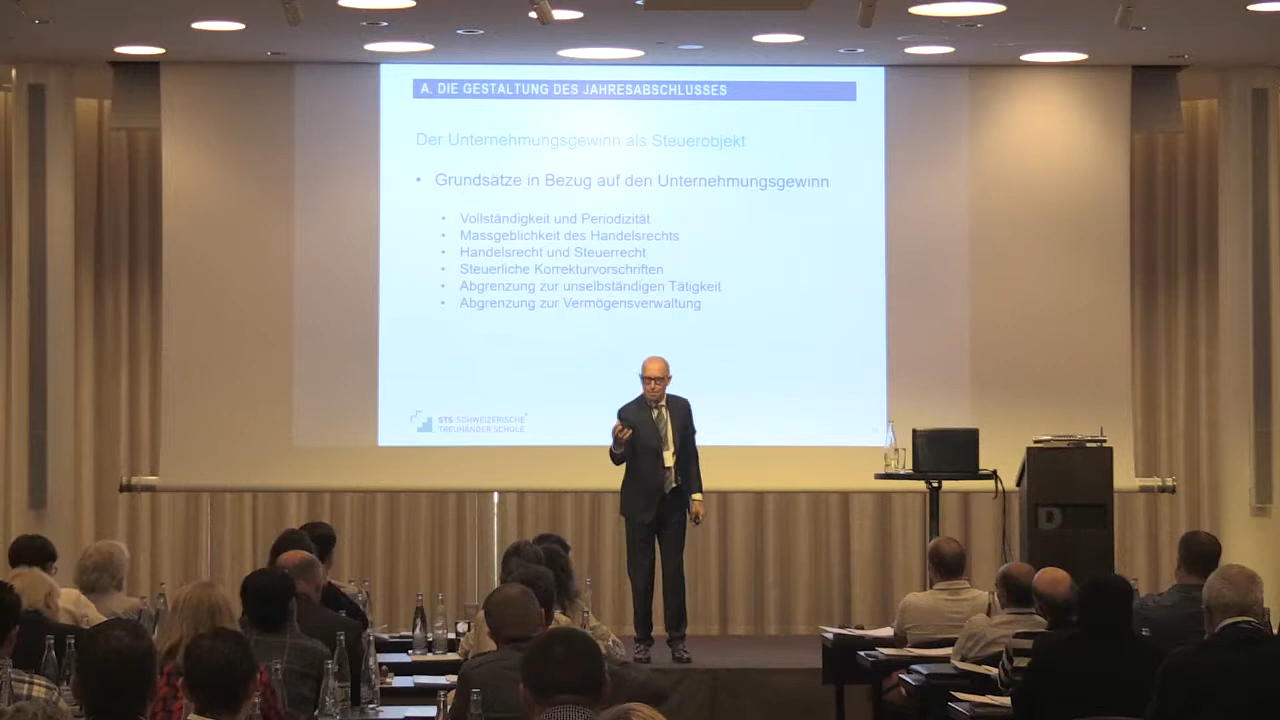 A. DIE GESTALTUNG DES JAHRESABSCHLUSSES
Der Unternehmungsgewinn als Steuerobjekt
• Grundsätze in Bezug auf den Unternehmungsgewinn
• Vollständigkeit und Periodizität
• Massgeblichkeit des Handelsrechts
• Handelsrecht und Steuerrecht
• Steuerliche Korrekturvorschriften
• Abgrenzung zur unselbständigen Tätigkeit
• Abgrenzung zur Vermögensverwaltung
STS SCHWEIZERISCHE
TREUHÄNDER SCHULE
D